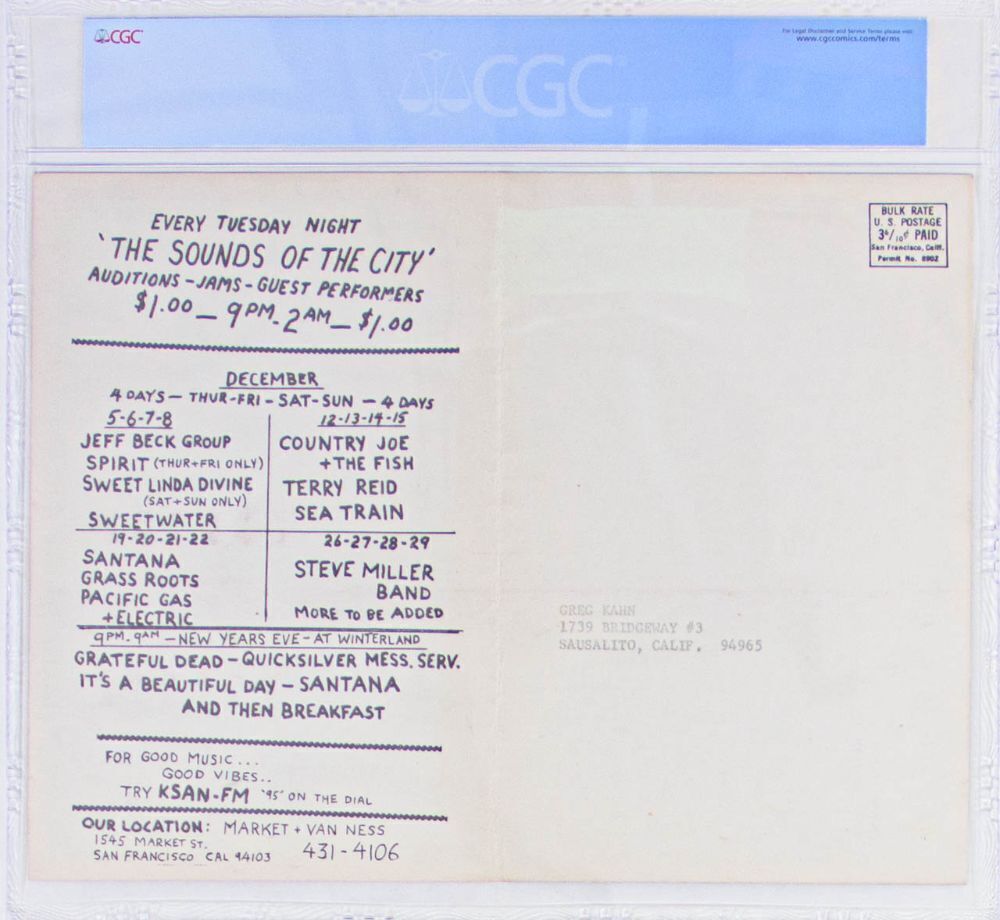 CGC
For Legal Disclaimer and Service Terms please visit:
www.cgccomics.com/terms
CGC
EVERY TUESDAY NIGHT
'THE SOUNDS OF THE CITY'
AUDITIONS - JAMS - GUEST PERFORMERS
$1.00 — 9PM - 2AM — $1.00
DECEMBER
4 DAYS — THUR-FRI - SAT-SUN — 4 DAYS
5-6-7-8
JEFF BECK GROUP
SPIRIT (THUR+FRI ONLY)
SWEET LINDA DIVINE
(SAT+SUN ONLY)
SWEETWATER
12-13-14-15
COUNTRY JOE
+THE FISH
TERRY REID
SEA TRAIN
19-20-21-22
SANTANA
GRASS ROOTS
PACIFIC GAS
+ELECTRIC
26-27-28-29
STEVE MILLER
BAND
MORE TO BE ADDED
9PM. 9AM — NEW YEARS EVE - AT WINTERLAND
GRATEFUL DEAD - QUICKSILVER MESS. SERV.
IT'S A BEAUTIFUL DAY - SANTANA
AND THEN BREAKFAST
FOR GOOD MUSIC...
GOOD VIBES..
TRY KSAN-FM '95' ON THE DIAL
OUR LOCATION: MARKET + VAN NESS
1545 MARKET ST.
SAN FRANCISCO CAL 94103
431-4106
BULK RATE
U. S. POSTAGE
PAID
San Francisco, Calif.
Permit No. 8902
GREG KAHN
1739 BRIDGEWAY #3
SAUSALITO, CALIF. 94965